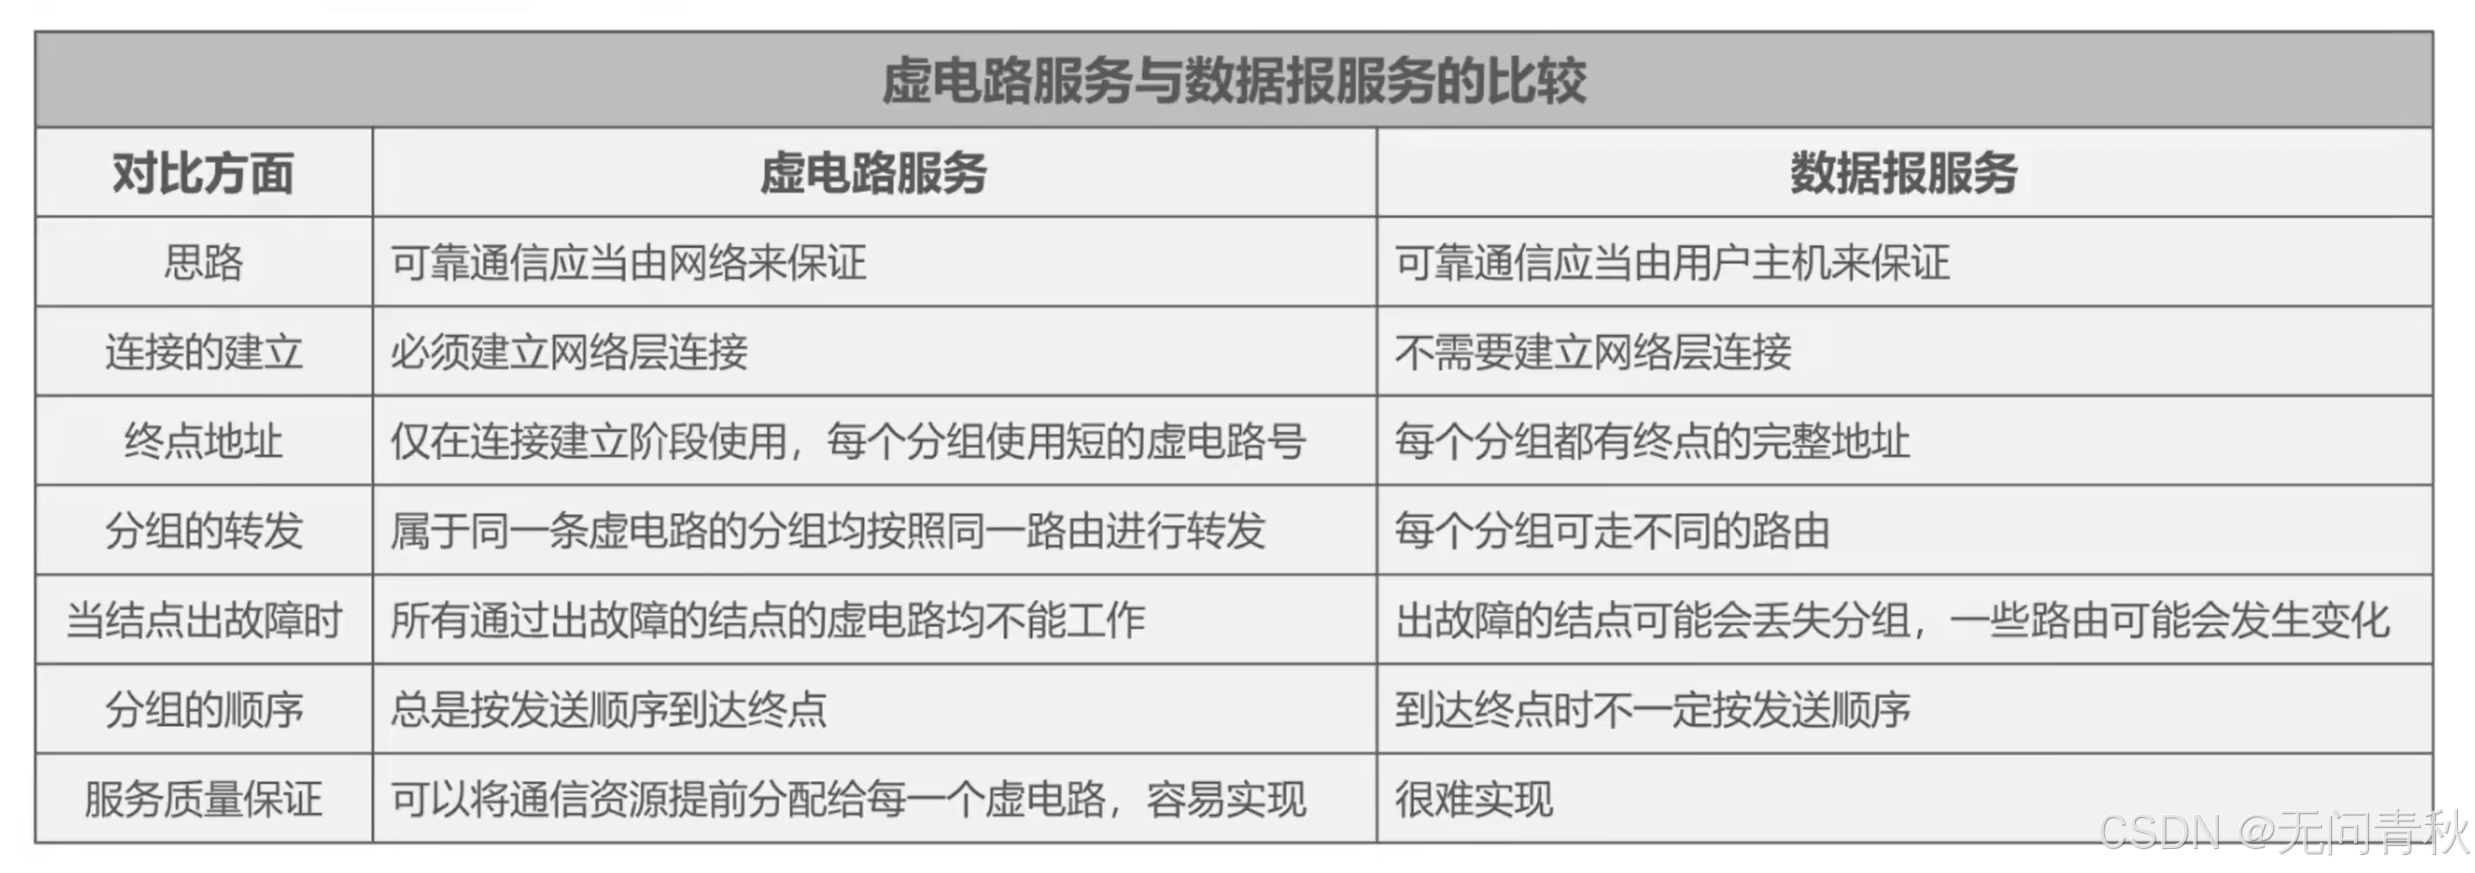 虚电路服务与数据报服务的比较
对比方面 虚电路服务 数据报服务
思路 可靠通信应当由网络来保证 可靠通信应当由用户主机来保证
连接的建立 必须建立网络层连接 不需要建立网络层连接
终点地址 仅在连接建立阶段使用，每个分组使用短的虚电路号 每个分组都有终点的完整地址
分组的转发 属于同一条虚电路的分组均按照同一路由进行转发 每个分组可走不同的路由
当结点出故障时 所有通过出故障的结点的虚电路均不能工作 出故障的结点可能会丢失分组，一些路由可能会发生变化
分组的顺序 总是按发送顺序到达终点 到达终点时不一定按发送顺序
服务质量保证 可以将通信资源提前分配给每一个虚电路，容易实现 很难实现
CSDN @无问青秋